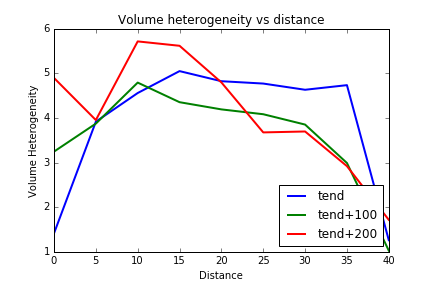 Volume heterogeneity vs distance
6
5
4
3
2
1
Volume Heterogeneity
0 5 10 15 20 25 30 35 40
Distance
tend
tend+100
tend+200